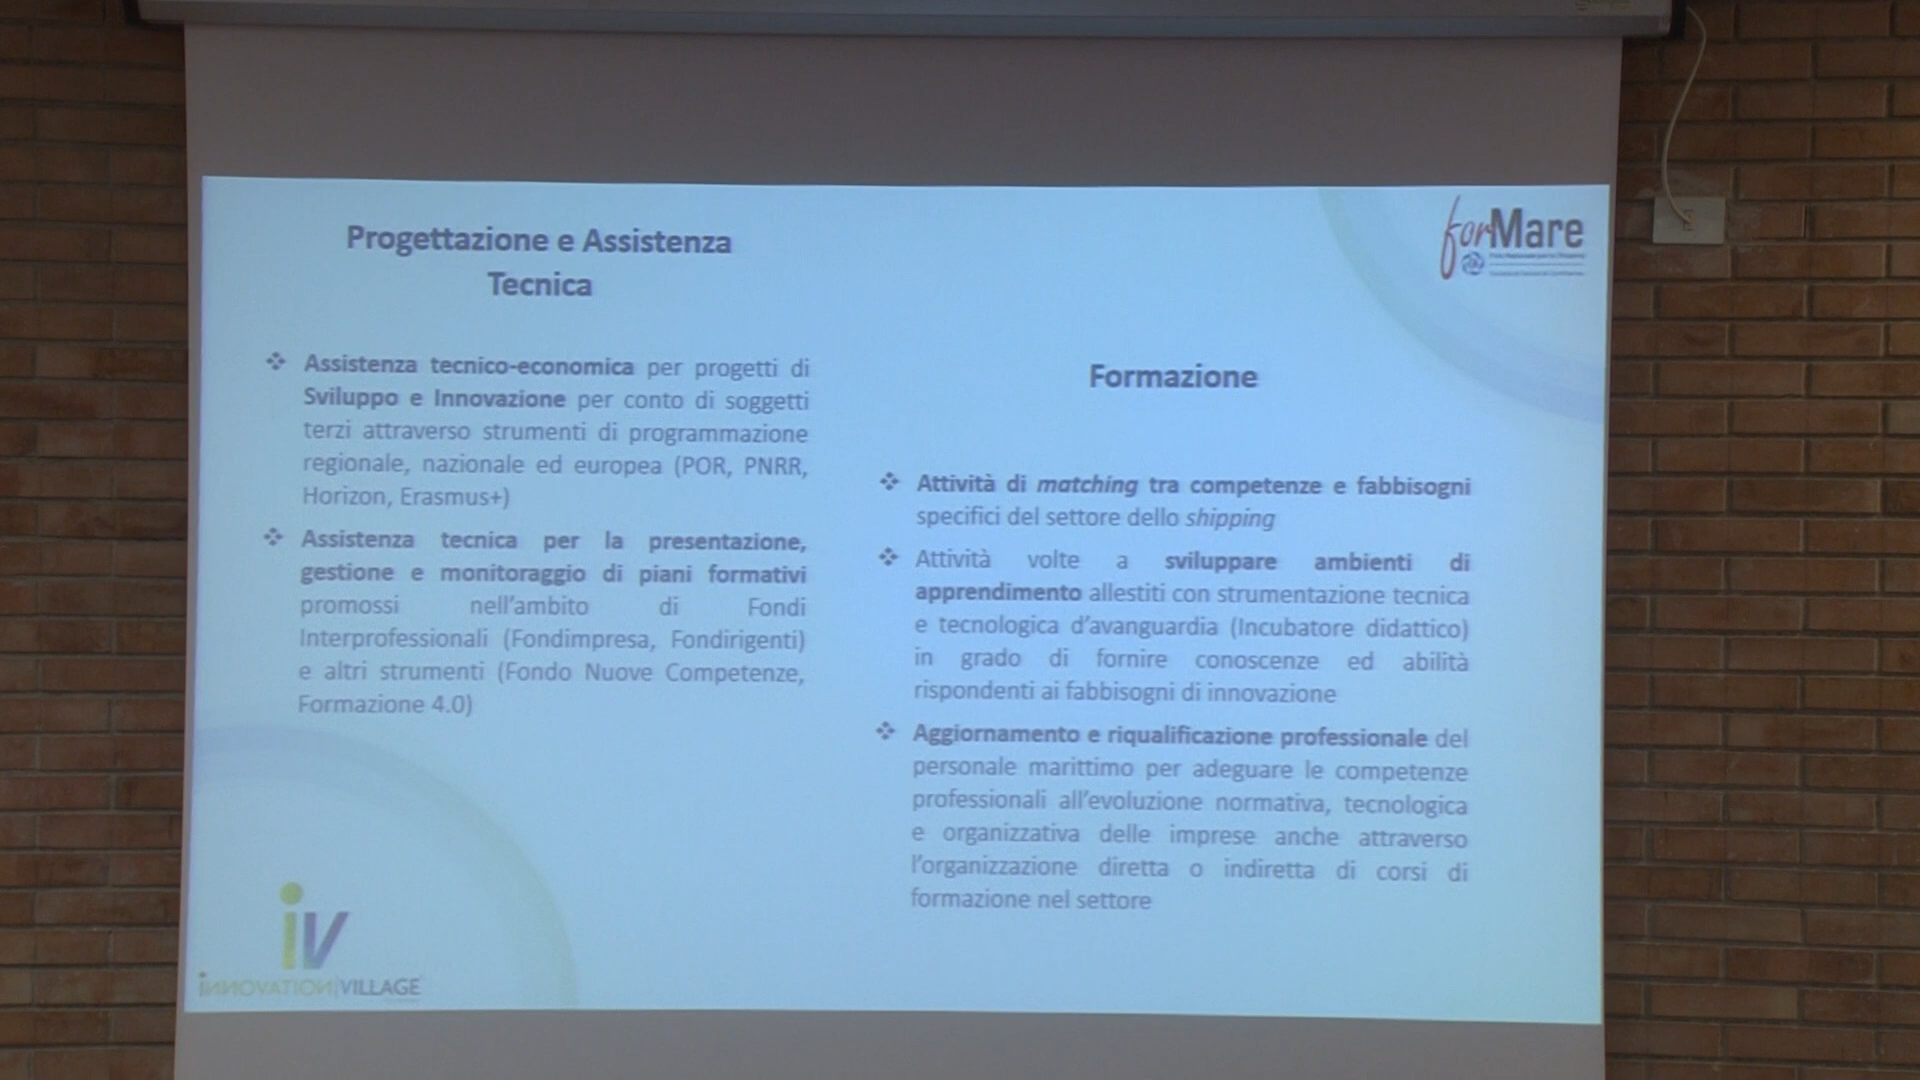 Progettazione e Assistenza
Tecnica
❖ Assistenza tecnico-economica per progetti di
Sviluppo e Innovazione per conto di soggetti
terzi attraverso strumenti di programmazione
regionale, nazionale ed europea (POR, PNRR,
Horizon, Erasmus+)
❖ Assistenza tecnica per la presentazione,
gestione e monitoraggio di piani formativi
promossi nell'ambito di Fondi
Interprofessionali (Fondimpresa, Fondirigenti)
e altri strumenti (Fondo Nuove Competenze,
Formazione 4.0)
iV
iNNOVATION|VILLAGE
forMare
Formazione
❖ Attività di matching tra competenze e fabbisogni
specifici del settore dello shipping
❖ Attività volte a sviluppare ambienti di
apprendimento allestiti con strumentazione tecnica
e tecnologica d'avanguardia (Incubatore didattico)
in grado di fornire conoscenze ed abilità
rispondenti ai fabbisogni di innovazione
❖ Aggiornamento e riqualificazione professionale del
personale marittimo per adeguare le competenze
professionali all'evoluzione normativa, tecnologica
e organizzativa delle imprese anche attraverso
l'organizzazione diretta o indiretta di corsi di
formazione nel settore